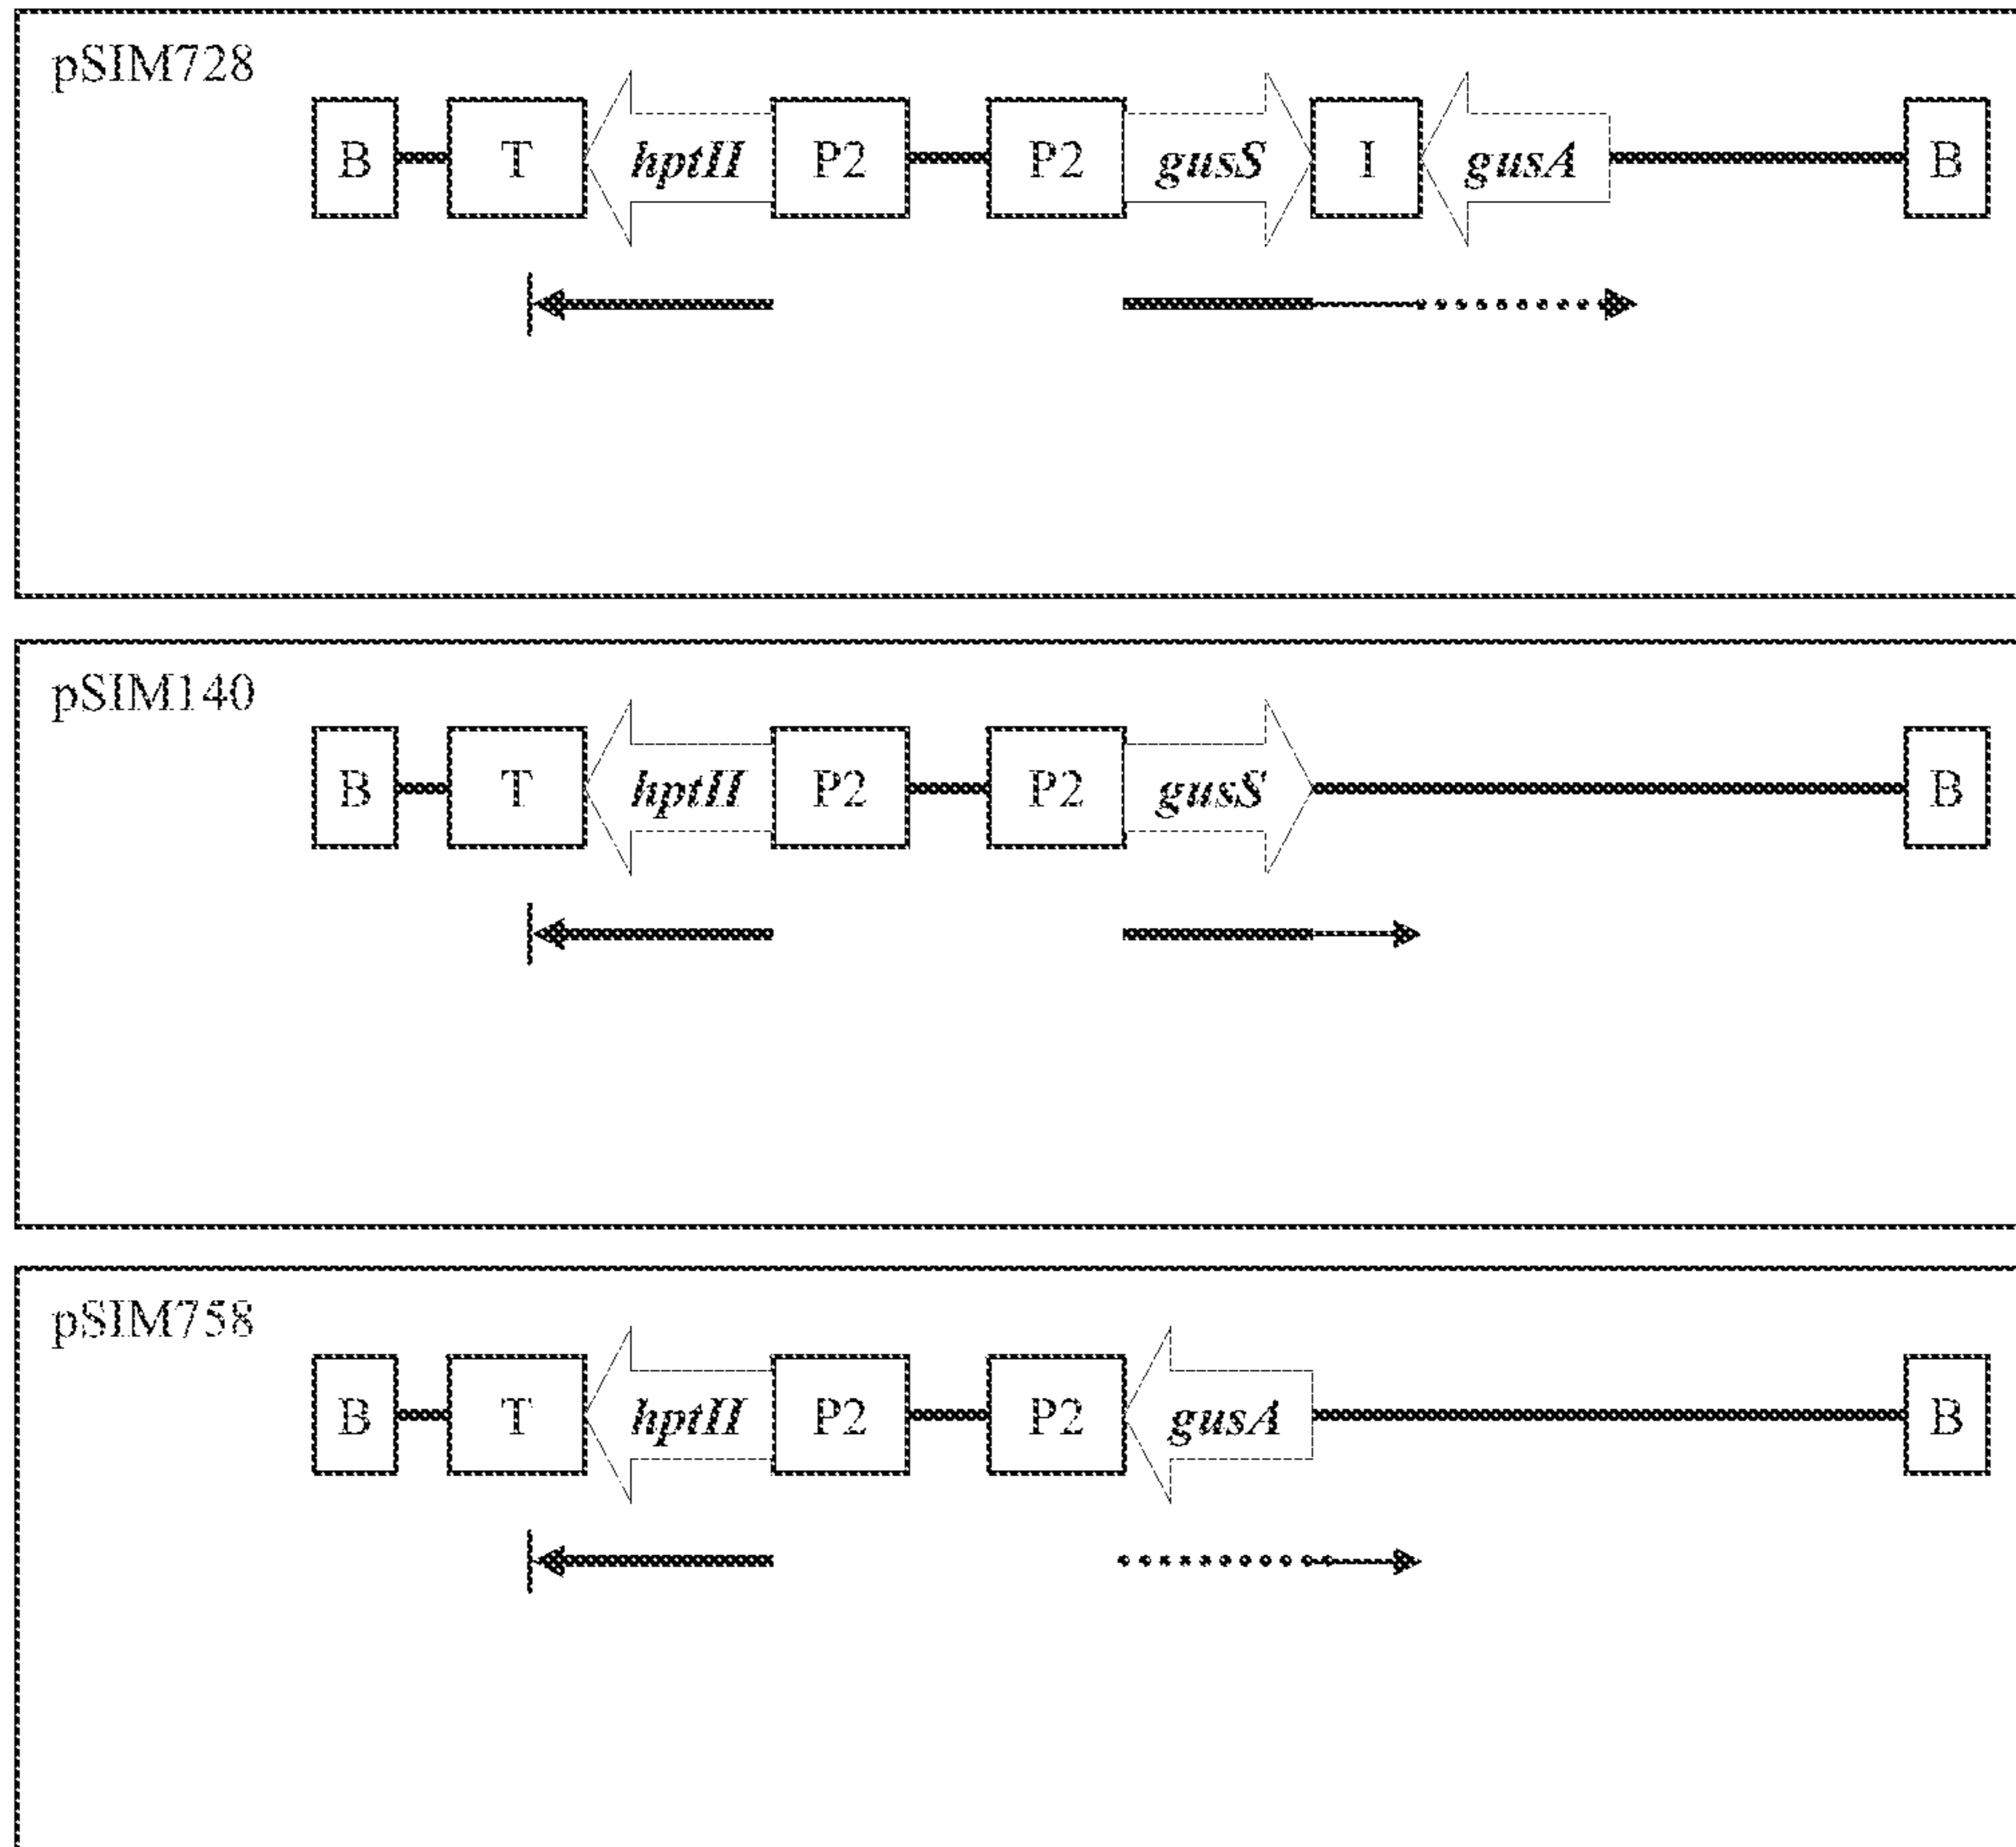 pSIM728
B T hptII P2 P2 gusS I gusA B
pSIM140
B T hptII P2 P2 gusS B
pSIM758
B T hptII P2 P2 gusA B